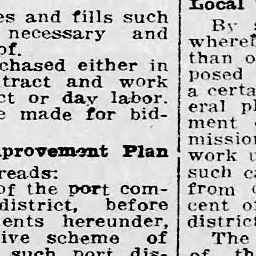 es and fills such
necessary and
of.
chased either in
tract and work
ct or day labor.
e made for bid-
provement Plan
reads:
of the port com-
district, before
ents hereunder,
ive scheme of
such port dis-
Local
By
wheref
than o
posed
a certa
eral pl
ment
mission
work u
such ca
from
cent of
district
The
of th